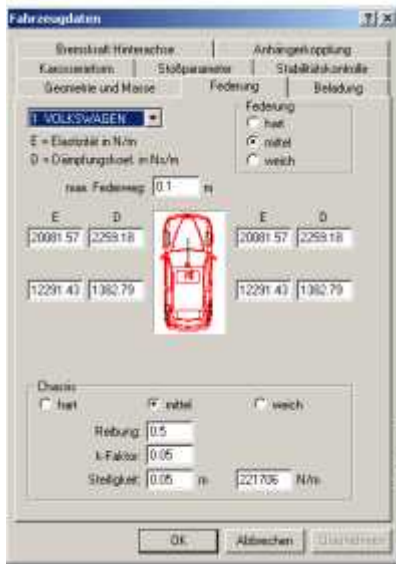 Fahrzeugdaten
Bremskraft Hinterachse
Anhängerkopplung
Karosserieform
Stoßparameter
Stabilitätskontrolle
Geometrie und Masse
Federung
Beladung
1 VOLKSWAGEN
Federung
hart
mittel
weich
E = Elastizität in N/m
D = Dämpfungskoef. in Ns/m
max. Federweg: 0.1 m
E D E D
20081.57 2259.18 20081.57 2259.18
12291.43 1382.79 12291.43 1382.79
Chassis
hart mittel weich
Reibung: 0.5
k-Faktor: 0.05
Steifigkeit: 0.05 m 221706 N/m
OK Abbrechen Übernehmen